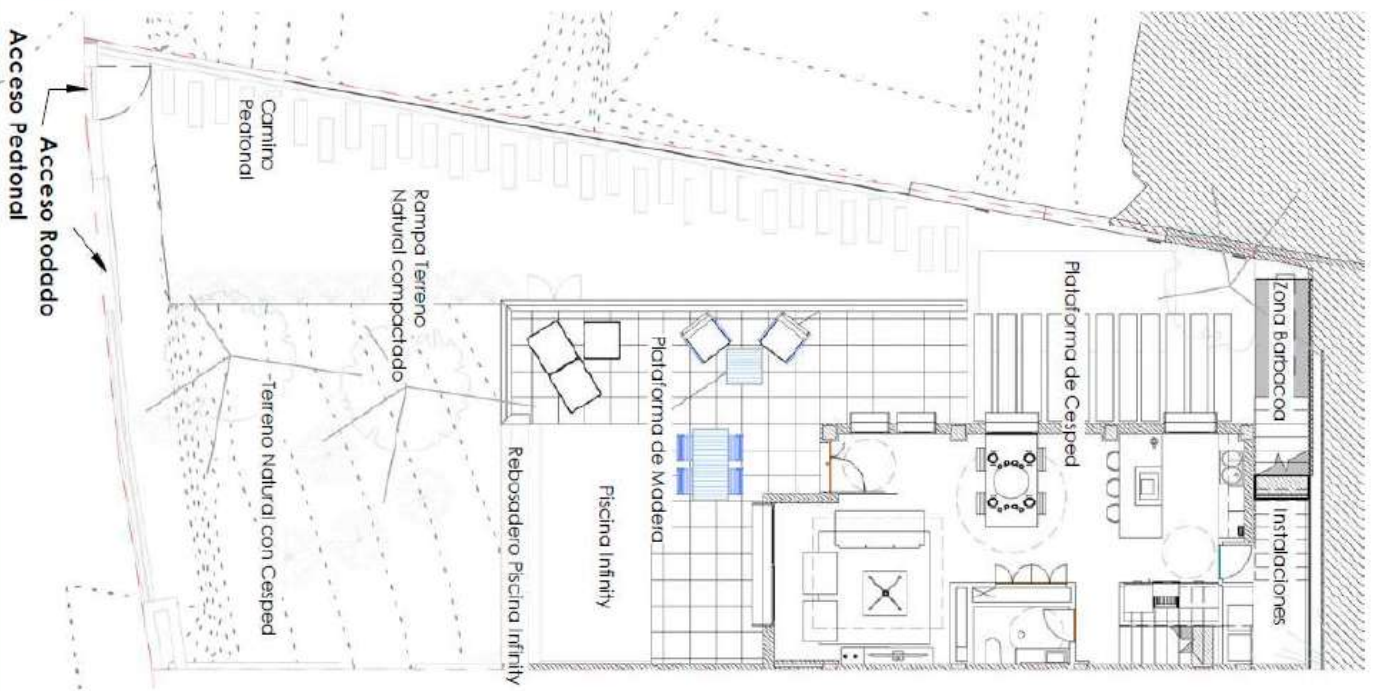 Acceso Peatonal
Acceso Rodado
Camino
Peatonal
Rampa Terreno
Natural compactado
Terreno Natural con Cesped
Rebosadero Piscina Infinity
Piscina Infinity
Plataforma de Madera
Plataforma de Cesped
Zona Barbacoa
Instalaciones